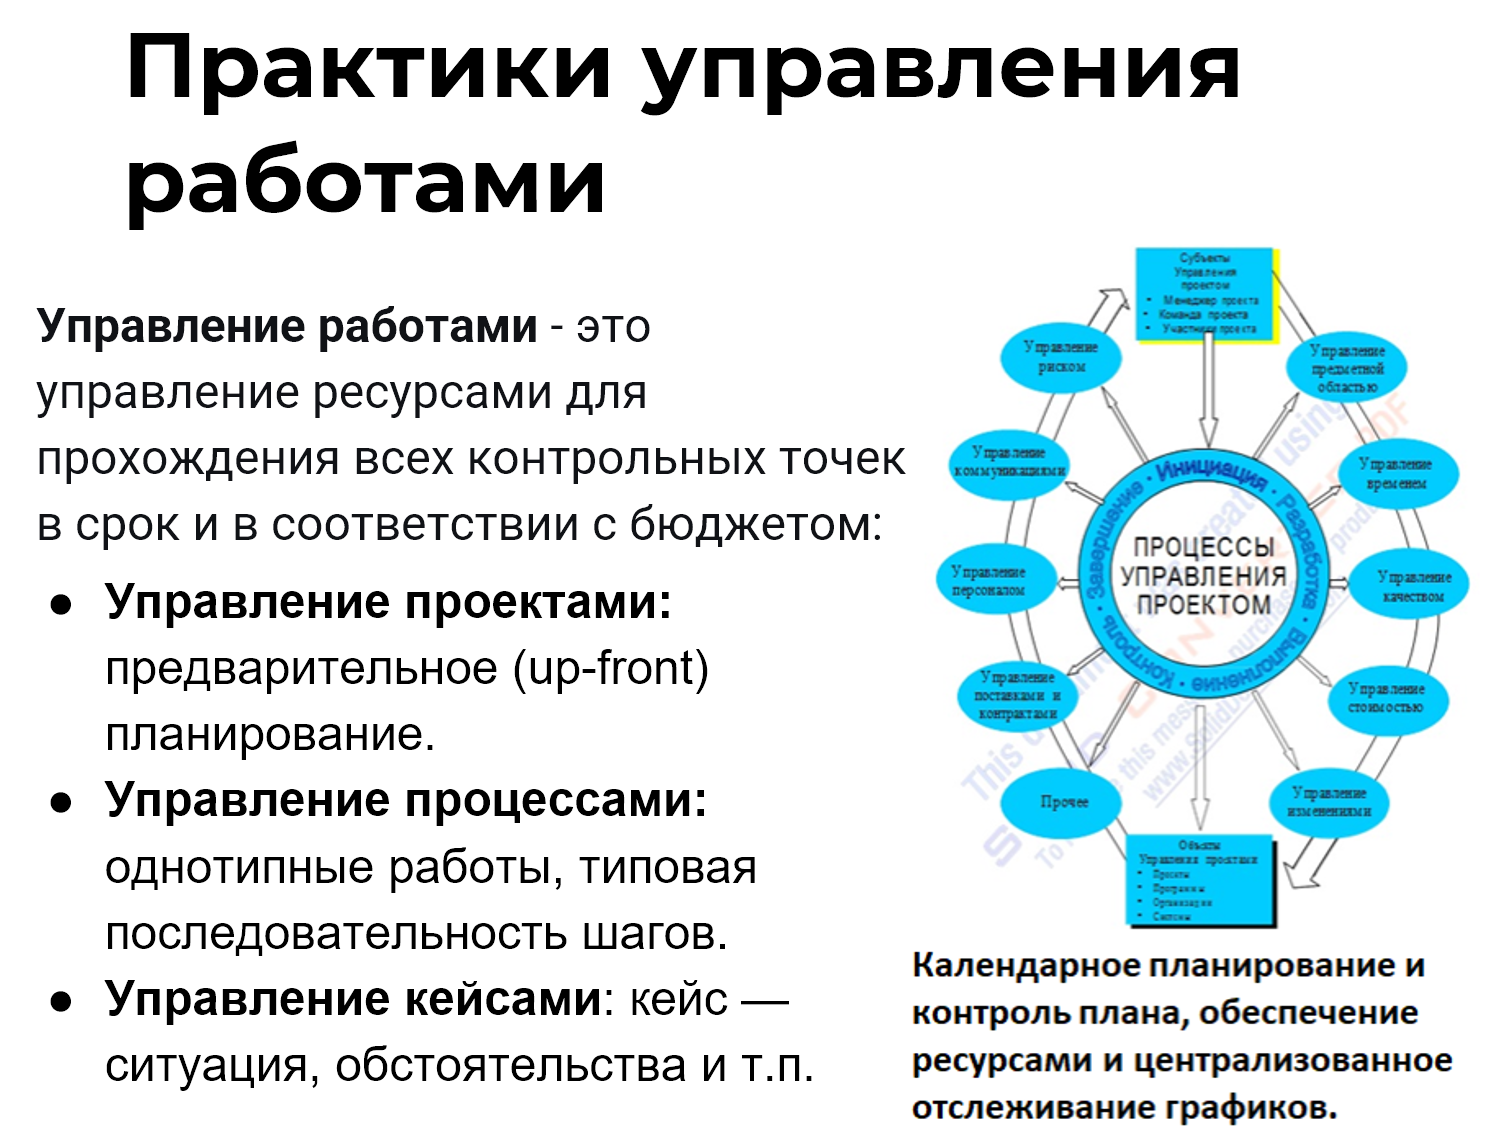 Практики управления
работами
Управление работами - это
управление ресурсами для
прохождения всех контрольных точек
в срок и в соответствии с бюджетом:
● Управление проектами:
предварительное (up-front)
планирование.
● Управление процессами:
однотипные работы, типовая
последовательность шагов.
● Управление кейсами: кейс —
ситуация, обстоятельства и т.п.
Субъекты
Управления
проектом
• Менеджер проекта
• Команда проекта
• Участники проекта
Управление
риском
Управление
предметной
областью
Управление
коммуникациями
Управление
временем
Инициация · Разработка · Выполнение · Контроль · Завершение ·
ПРОЦЕССЫ
УПРАВЛЕНИЯ
ПРОЕКТОМ
Управление
персоналом
Управление
качеством
Управление
поставками и
контрактами
Управление
стоимостью
Прочее
Управление
изменениями
Объекты
Управления проектами
• Проекты
• Программы
• Организации
• Системы
Календарное планирование и
контроль плана, обеспечение
ресурсами и централизованное
отслеживание графиков.